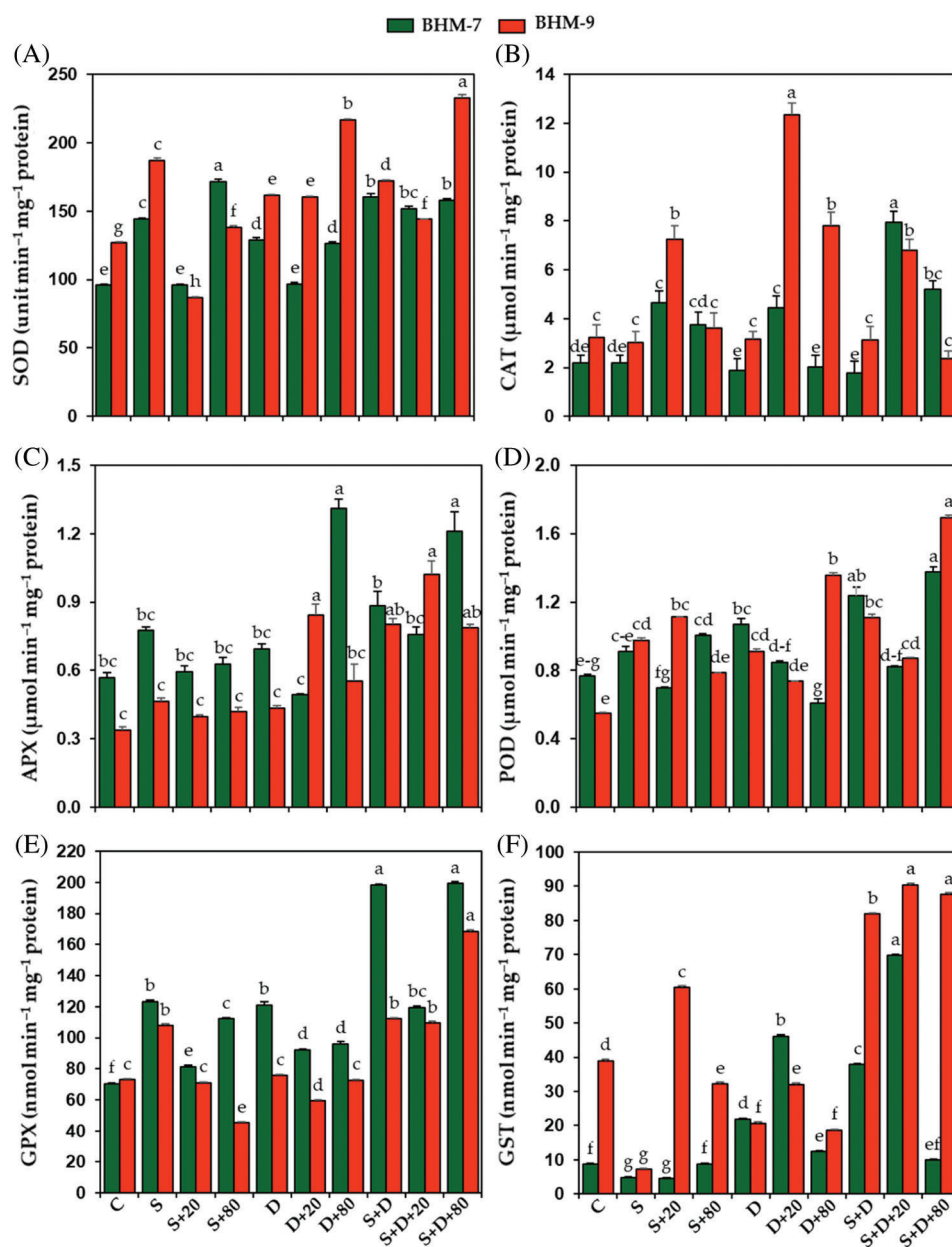 BHM-7 BHM-9
(A)
SOD (unit min⁻¹ mg⁻¹ protein)
250
200
150
100
50
0
e g c c e h a f d e e e d b b d bc f b a
(B)
CAT (µmol min⁻¹ mg⁻¹ protein)
14
12
10
8
6
4
2
0
de c de c c b cd c e c c a e b e c a b bc c
(C)
APX (µmol min⁻¹ mg⁻¹ protein)
1.5
1.2
0.9
0.6
0.3
0.0
bc c bc c bc c bc c bc c c a a bc b ab bc a a ab
(D)
POD (µmol min⁻¹ mg⁻¹ protein)
2.0
1.6
1.2
0.8
0.4
0.0
e-g e c-e cd fg bc cd de bc cd d-f de g b ab bc d-f cd a a
(E)
GPX (nmol min⁻¹ mg⁻¹ protein)
220
200
180
160
140
120
100
80
60
40
20
0
f c b b e c c e b c d d d c a b bc b a a
C S S+20 S+80 D D+20 D+80 S+D S+D+20 S+D+80
(F)
GST (nmol min⁻¹ mg⁻¹ protein)
100
90
80
70
60
50
40
30
20
10
0
f d g g g c f e d f b e e f c b a a ef a
C S S+20 S+80 D D+20 D+80 S+D S+D+20 S+D+80